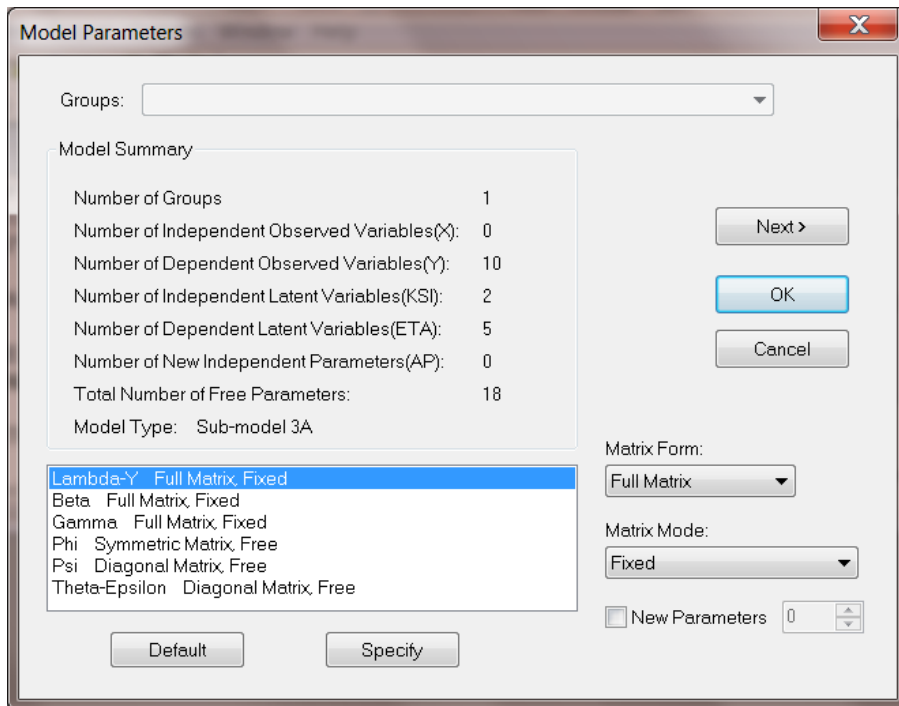 Model Parameters
Groups:
Model Summary
Number of Groups 1
Number of Independent Observed Variables(X): 0
Number of Dependent Observed Variables(Y): 10
Number of Independent Latent Variables(KSI): 2
Number of Dependent Latent Variables(ETA): 5
Number of New Independent Parameters(AP): 0
Total Number of Free Parameters: 18
Model Type: Sub-model 3A
Next >
OK
Cancel
Lambda-Y Full Matrix, Fixed
Beta Full Matrix, Fixed
Gamma Full Matrix, Fixed
Phi Symmetric Matrix, Free
Psi Diagonal Matrix, Free
Theta-Epsilon Diagonal Matrix, Free
Matrix Form:
Full Matrix
Matrix Mode:
Fixed
New Parameters 0
Default Specify